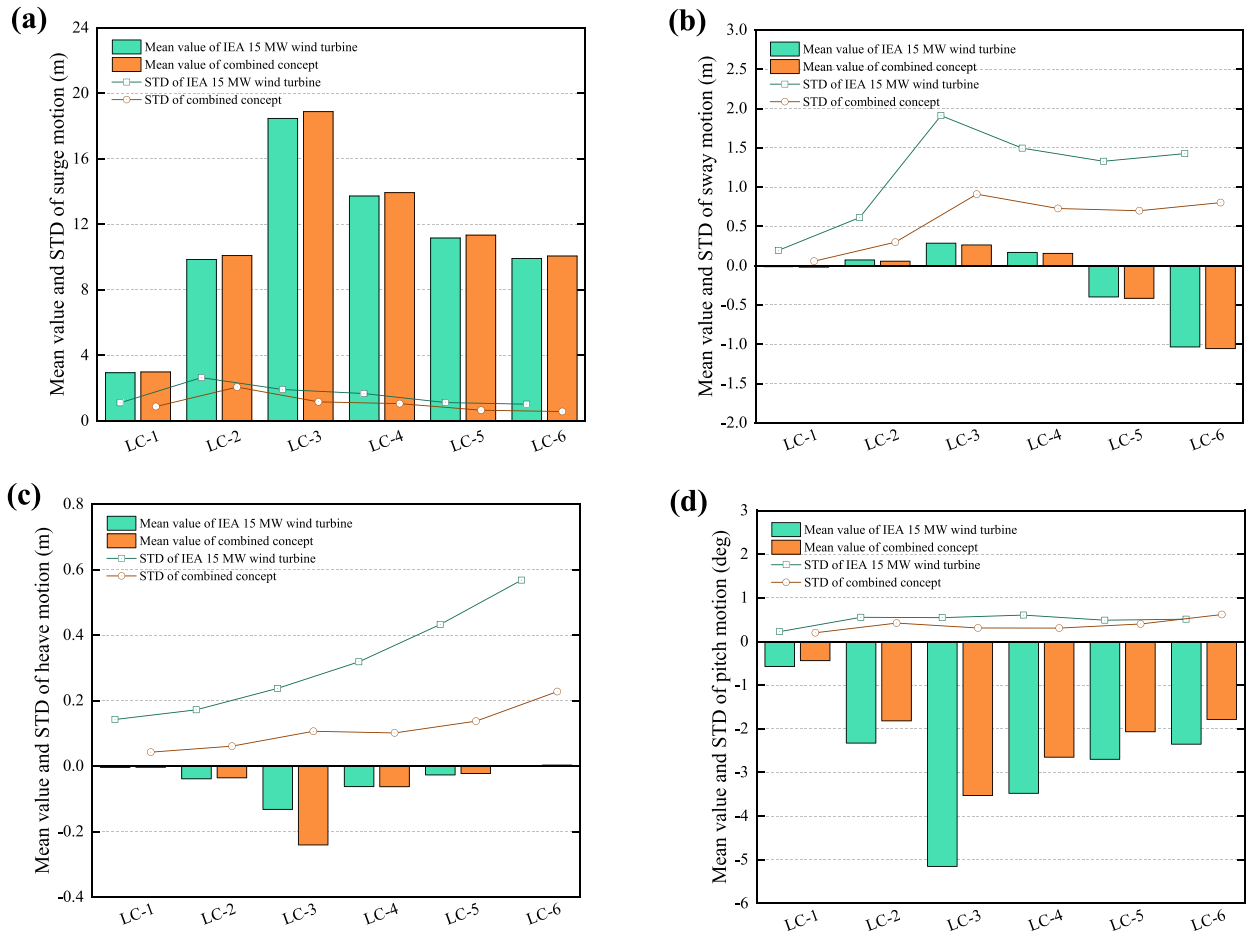 (a)
Mean value and STD of surge motion (m)
24
20
16
12
8
4
0
Mean value of IEA 15 MW wind turbine
Mean value of combined concept
STD of IEA 15 MW wind turbine
STD of combined concept
LC-1
LC-2
LC-3
LC-4
LC-5
LC-6
(b)
Mean value and STD of sway motion (m)
3.0
2.5
2.0
1.5
1.0
0.5
0.0
-0.5
-1.0
-1.5
-2.0
Mean value of IEA 15 MW wind turbine
Mean value of combined concept
STD of IEA 15 MW wind turbine
STD of combined concept
LC-1
LC-2
LC-3
LC-4
LC-5
LC-6
(c)
Mean value and STD of heave motion (m)
0.8
0.6
0.4
0.2
0.0
-0.2
-0.4
Mean value of IEA 15 MW wind turbine
Mean value of combined concept
STD of IEA 15 MW wind turbine
STD of combined concept
LC-1
LC-2
LC-3
LC-4
LC-5
LC-6
(d)
Mean value and STD of pitch motion (deg)
3
2
1
0
-1
-2
-3
-4
-5
-6
Mean value of IEA 15 MW wind turbine
Mean value of combined concept
STD of IEA 15 MW wind turbine
STD of combined concept
LC-1
LC-2
LC-3
LC-4
LC-5
LC-6